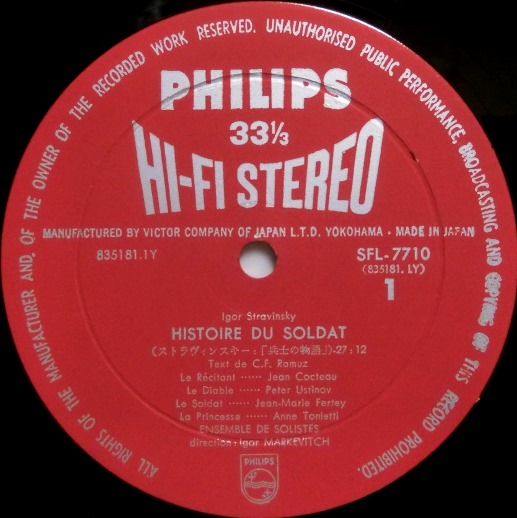 ALL RIGHTS OF THE MANUFACTURER AND, OF THE OWNER OF THE RECORDED WORK RESERVED. UNAUTHORISED PUBLIC PERFORMANCE, BROADCASTING AND COPYING OF THIS RECORD PROHIBITED.
PHILIPS
33⅓
HI-FI STEREO
MANUFACTURED BY VICTOR COMPANY OF JAPAN L.T.D. YOKOHAMA • MADE IN JAPAN
835181.1Y
SFL-7710
(835181. LY)
1
Igor Stravinsky
HISTOIRE DU SOLDAT
(ストラヴィンスキー:「兵士の物語」)-27:12
Text de C.F. Ramuz
Le Récitant ······ Jean Cocteau
Le Diable ······ Peter Ustinov
Le Soldat ······ Jean-Marie Fertey
La Princesse ······ Anne Tonietti
ENSEMBLE DE SOLISTES
direction: Igor MARKEVITCH
PHILIPS